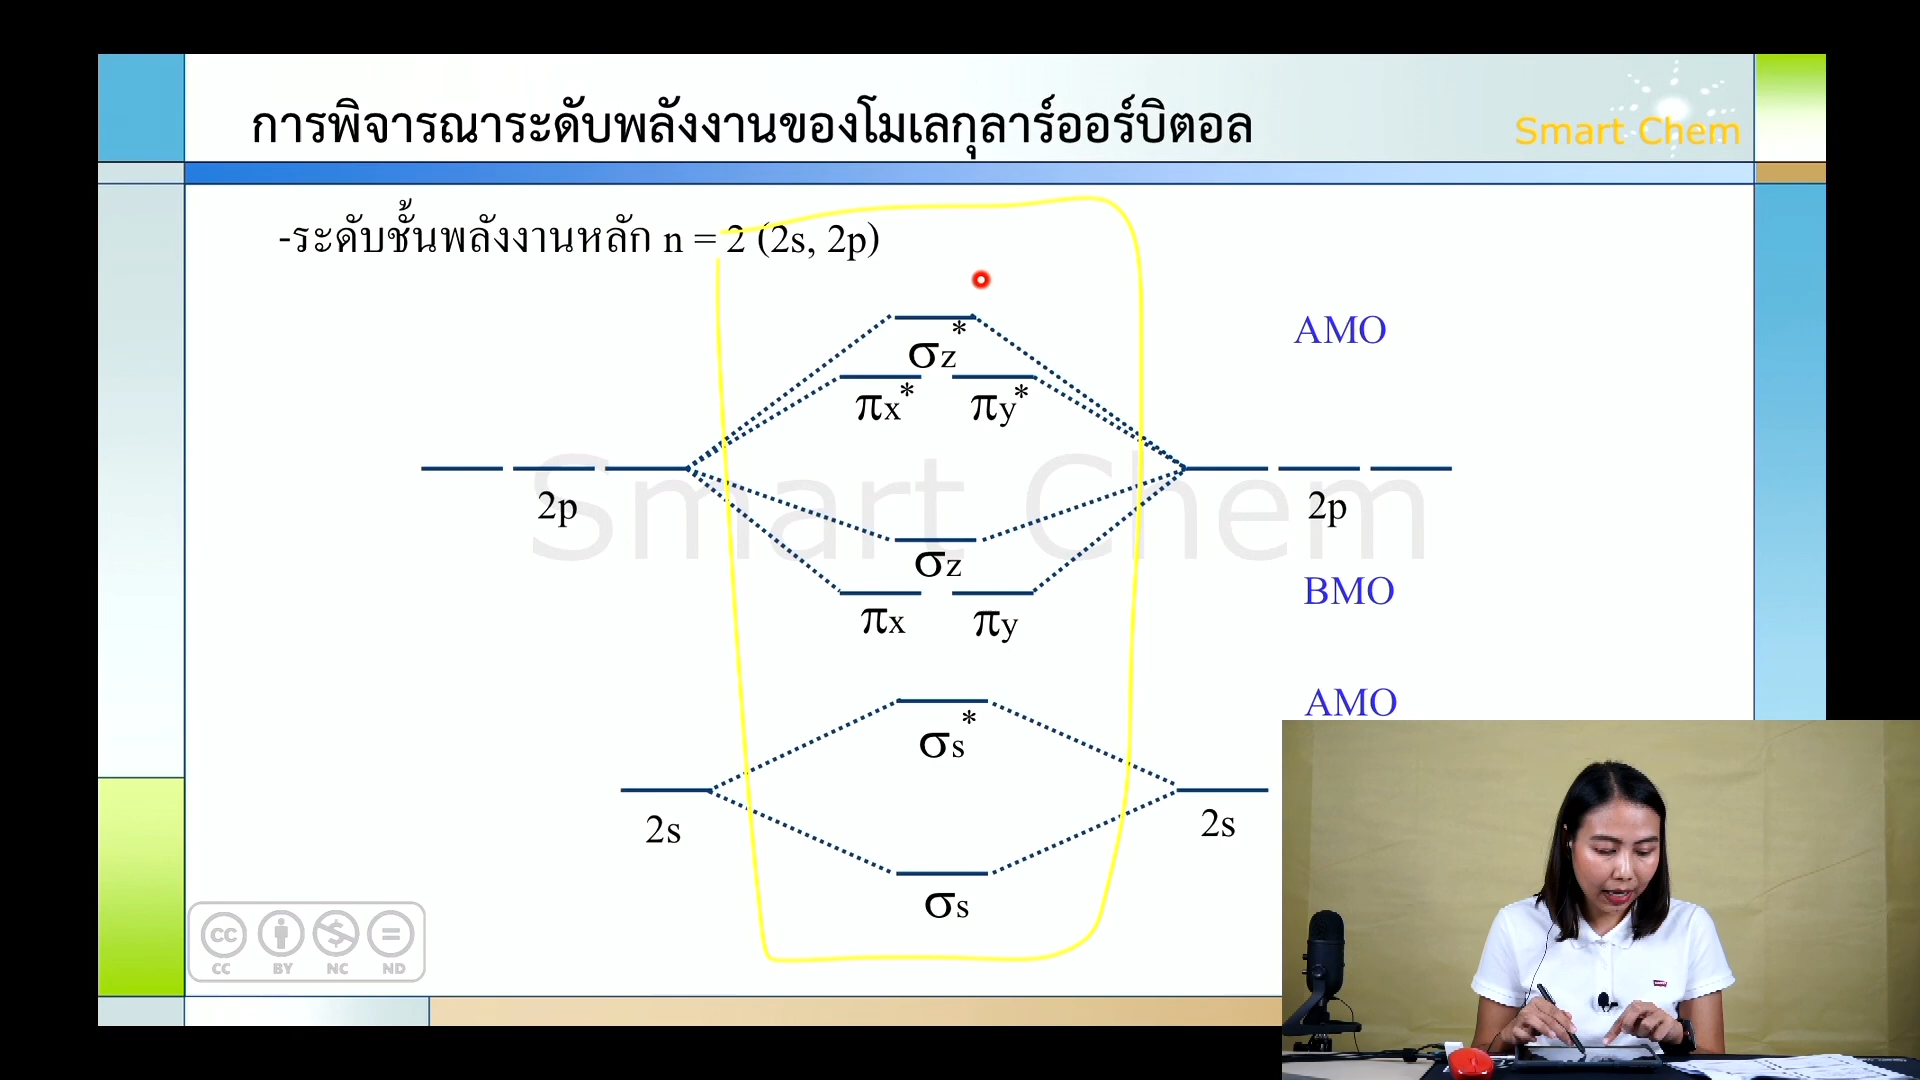 การพิจารณาระดับพลังงานของโมเลกุลาร์ออร์บิตอล
Smart Chem
-ระดับชั้นพลังงานหลัก n = 2 (2s, 2p)
σz*
AMO
πx* πy*
2p 2p
Smart Chem
σz
BMO
πx πy
AMO
σs*
2s 2s
σs
cc
CC BY NC ND